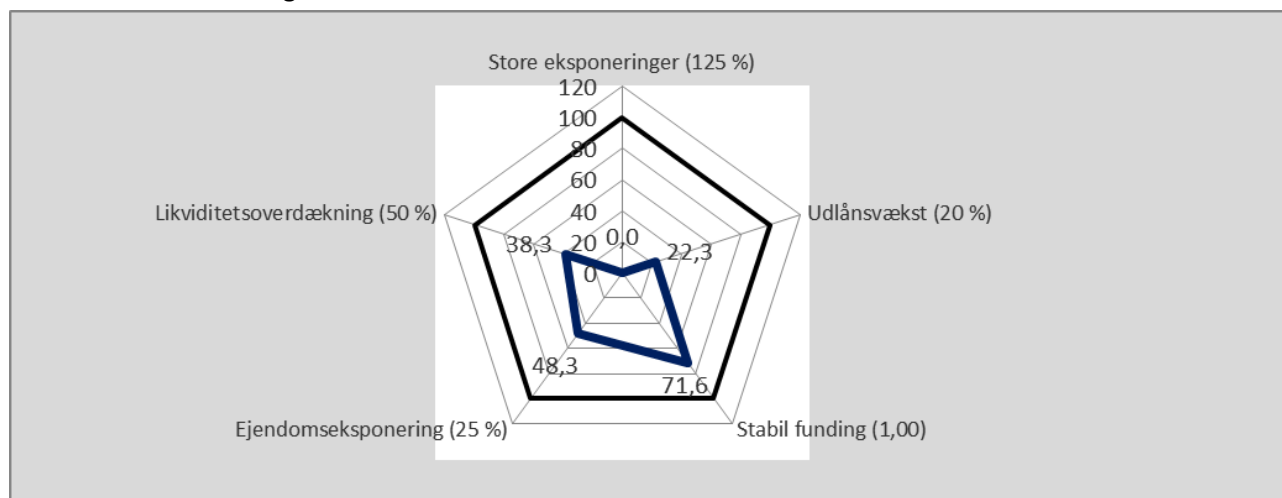 Store eksponeringer (125 %)
120
100
80
60
40
20
0
0,0
22,3
Udlånsvækst (20 %)
Likviditetsoverdækning (50 %)
38,3
48,3
71,6
Ejendomseksponering (25 %)
Stabil funding (1,00)